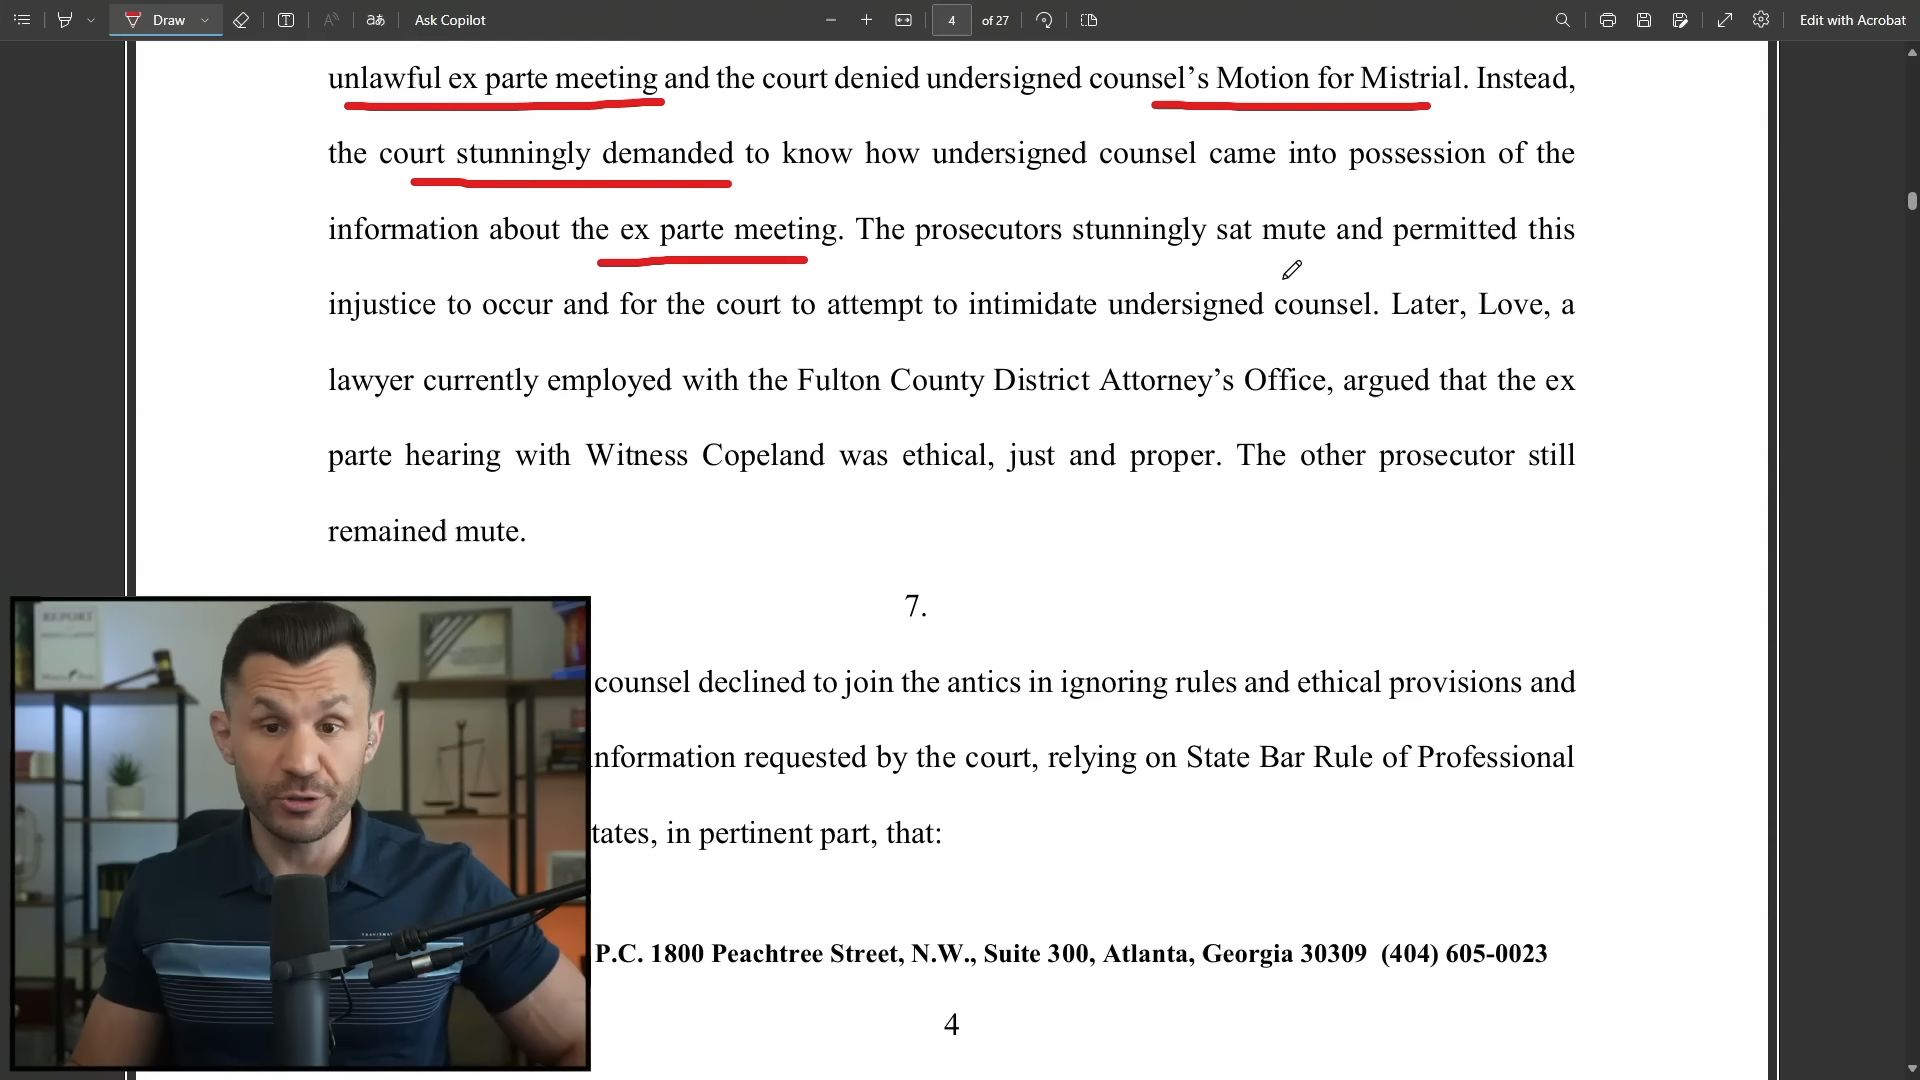 Draw
Ask Copilot
4 of 27
Edit with Acrobat
unlawful ex parte meeting and the court denied undersigned counsel's Motion for Mistrial. Instead,
the court stunningly demanded to know how undersigned counsel came into possession of the
information about the ex parte meeting. The prosecutors stunningly sat mute and permitted this
injustice to occur and for the court to attempt to intimidate undersigned counsel. Later, Love, a
lawyer currently employed with the Fulton County District Attorney's Office, argued that the ex
parte hearing with Witness Copeland was ethical, just and proper. The other prosecutor still
remained mute.
7.
counsel declined to join the antics in ignoring rules and ethical provisions and
nformation requested by the court, relying on State Bar Rule of Professional
tates, in pertinent part, that:
P.C. 1800 Peachtree Street, N.W., Suite 300, Atlanta, Georgia 30309 (404) 605-0023
4
REPORT